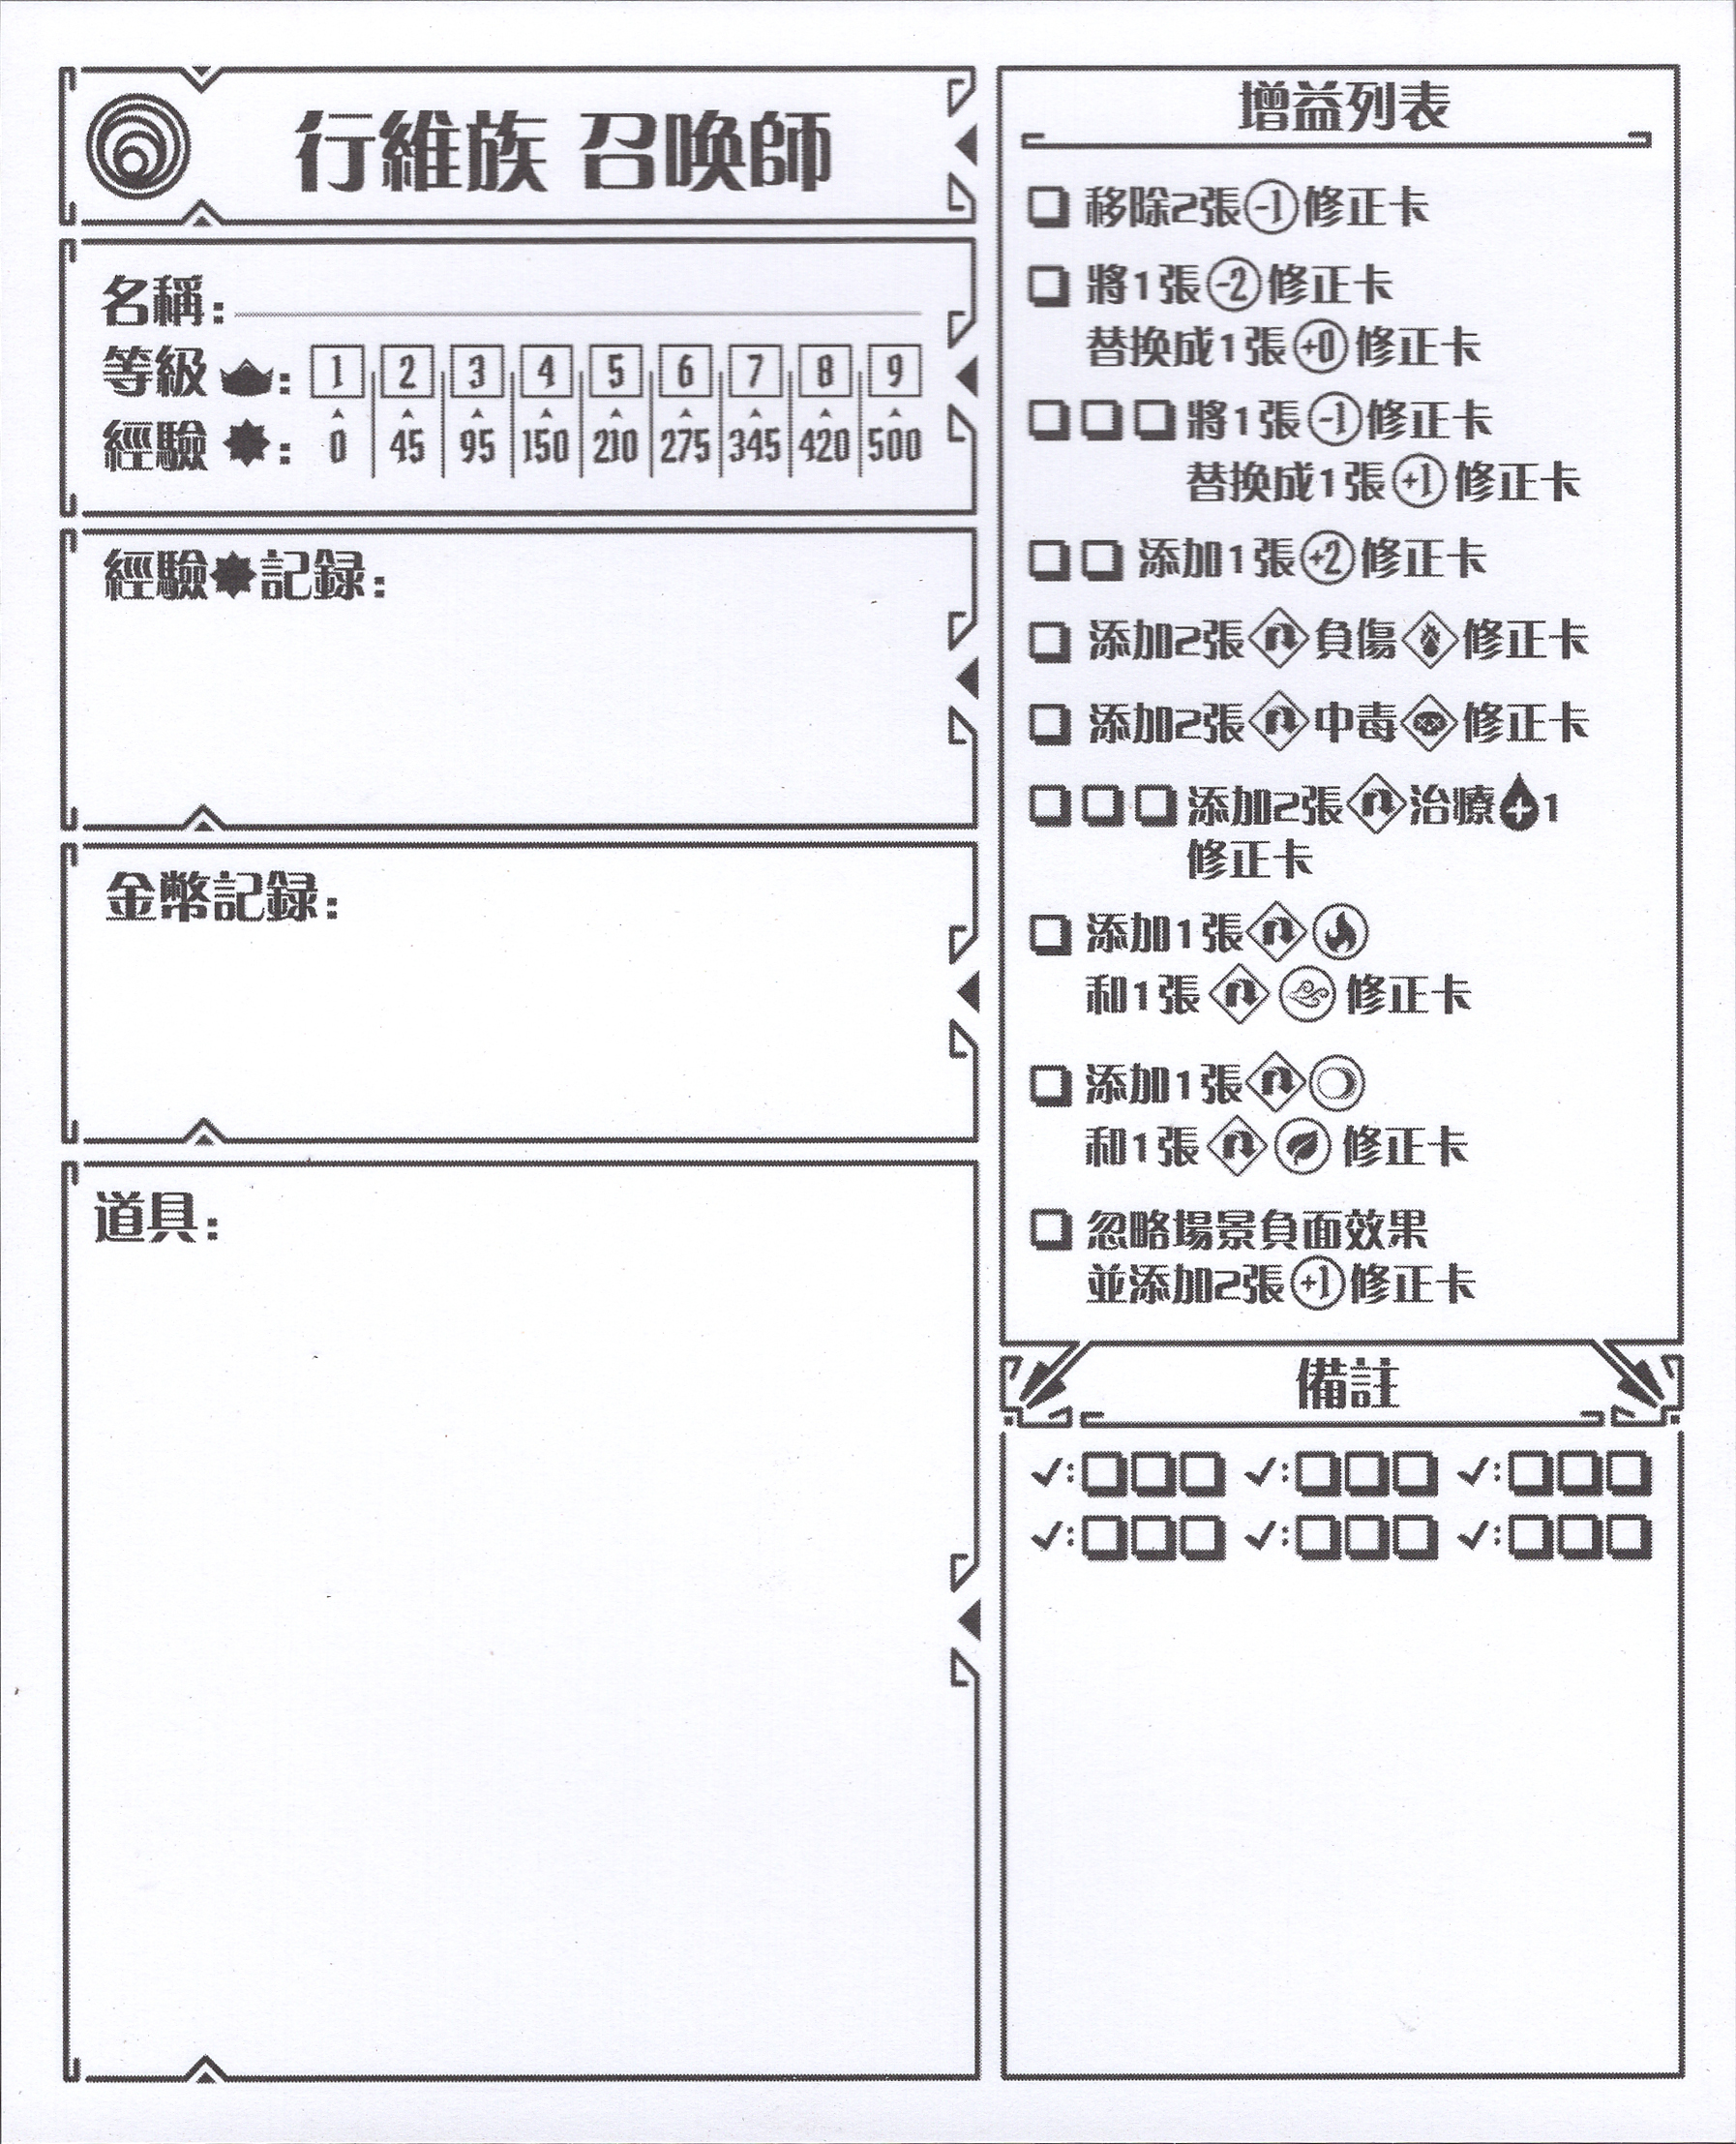 行維族 召喚師
名稱:
等級: 1 2 3 4 5 6 7 8 9
經驗: 0 45 95 150 210 275 345 420 500
經驗記録:
金幣記録:
道具:
增益列表
移除2張-1修正卡
將1張-2修正卡
替換成1張+0修正卡
將1張-1修正卡
替換成1張+1修正卡
添加1張+2修正卡
添加2張負傷修正卡
添加2張中毒修正卡
添加2張治療1
修正卡
添加1張
和1張修正卡
添加1張
和1張修正卡
忽略場景負面效果
並添加2張+1修正卡
備註
✓: ✓: ✓:
✓: ✓: ✓: